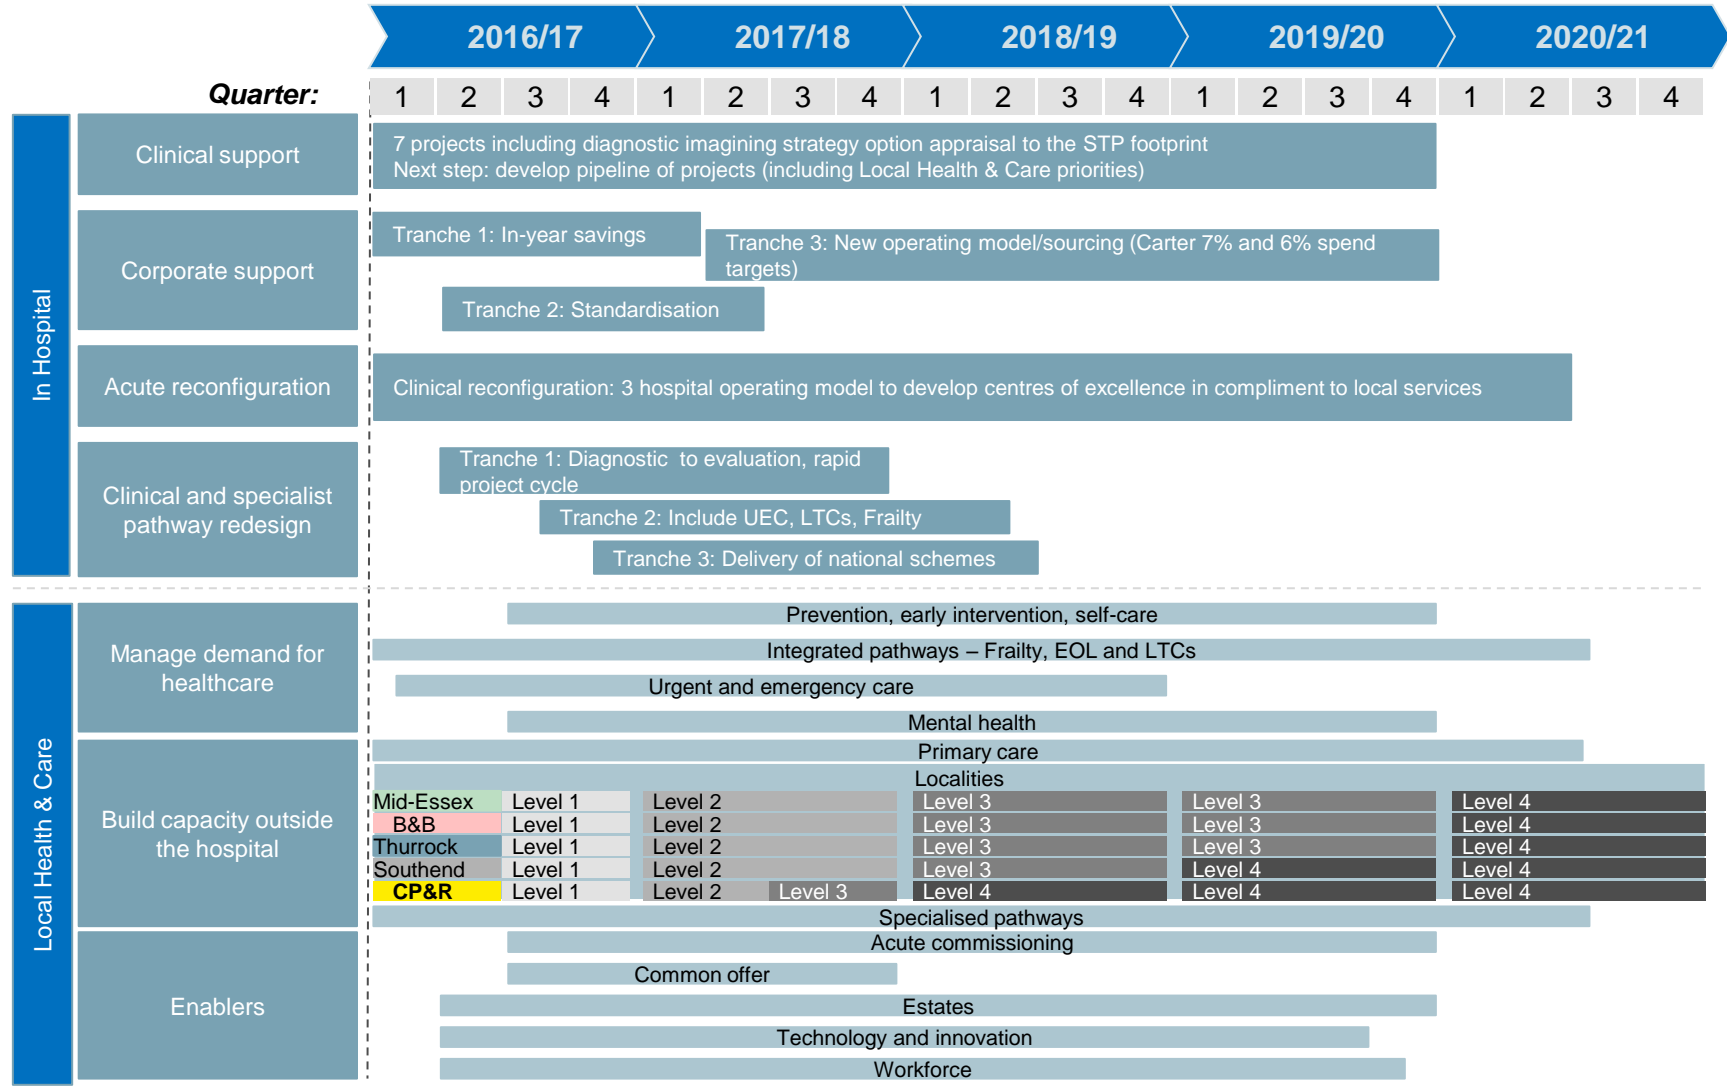 2016/17 2017/18 2018/19 2019/20 2020/21
Quarter: 1 2 3 4 1 2 3 4 1 2 3 4 1 2 3 4 1 2 3 4
In Hospital
Clinical support
7 projects including diagnostic imagining strategy option appraisal to the STP footprint
Next step: develop pipeline of projects (including Local Health & Care priorities)
Corporate support
Tranche 1: In-year savings
Tranche 3: New operating model/sourcing (Carter 7% and 6% spend
targets)
Tranche 2: Standardisation
Acute reconfiguration
Clinical reconfiguration: 3 hospital operating model to develop centres of excellence in compliment to local services
Clinical and specialist
pathway redesign
Tranche 1: Diagnostic to evaluation, rapid
project cycle
Tranche 2: Include UEC, LTCs, Frailty
Tranche 3: Delivery of national schemes
Local Health & Care
Manage demand for
healthcare
Prevention, early intervention, self-care
Integrated pathways – Frailty, EOL and LTCs
Urgent and emergency care
Mental health
Build capacity outside
the hospital
Primary care
Localities
Mid-Essex Level 1 Level 2 Level 3 Level 3 Level 4
B&B Level 1 Level 2 Level 3 Level 3 Level 4
Thurrock Level 1 Level 2 Level 3 Level 3 Level 4
Southend Level 1 Level 2 Level 3 Level 4 Level 4
CP&R Level 1 Level 2 Level 3 Level 4 Level 4 Level 4
Specialised pathways
Enablers
Acute commissioning
Common offer
Estates
Technology and innovation
Workforce